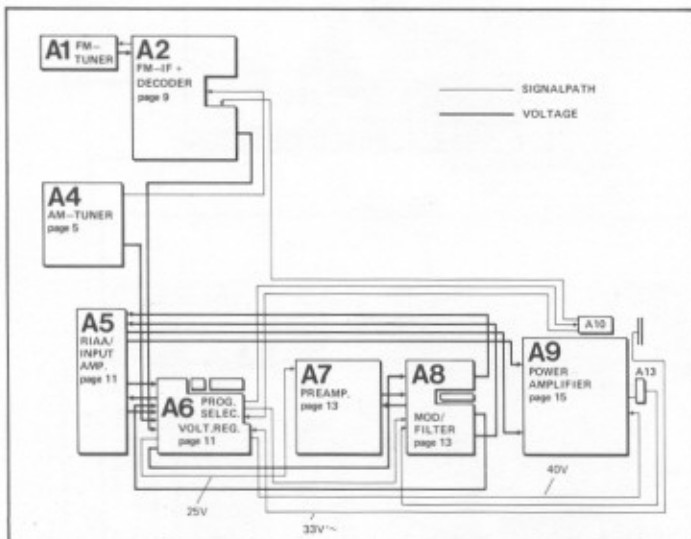 A1 FM-
TUNER
A2
FM-IF +
DECODER
page 9
SIGNALPATH
VOLTAGE
A4
AM-TUNER
page 5
A5
RIAA/
INPUT
AMP.
page 11
A6 PROG.
SELEC.
VOLT.REG.
page 11
A7
PREAMP.
page 13
A8
MOD/
FILTER
page 13
A10
A9
POWER
AMPLIFIER
page 15
A13
25V
33V~
40V